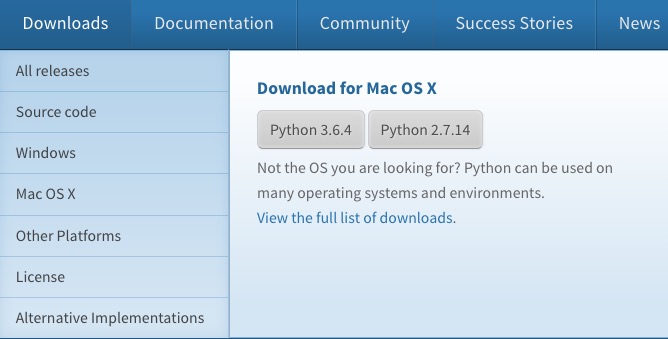 Downloads Documentation Community Success Stories News
All releases
Source code
Windows
Mac OS X
Other Platforms
License
Alternative Implementations
Download for Mac OS X
Python 3.6.4 Python 2.7.14
Not the OS you are looking for? Python can be used on
many operating systems and environments.
View the full list of downloads.